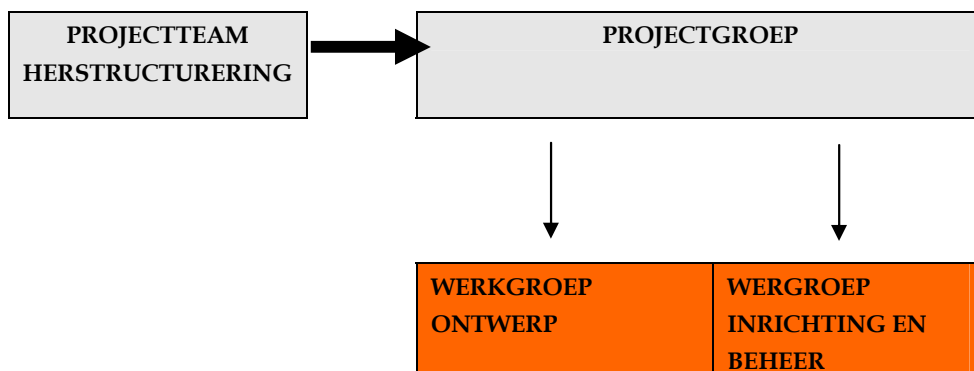 PROJECTTEAM
HERSTRUCTURERING
PROJECTGROEP
WERKGROEP
ONTWERP
WERGROEP
INRICHTING EN
BEHEER